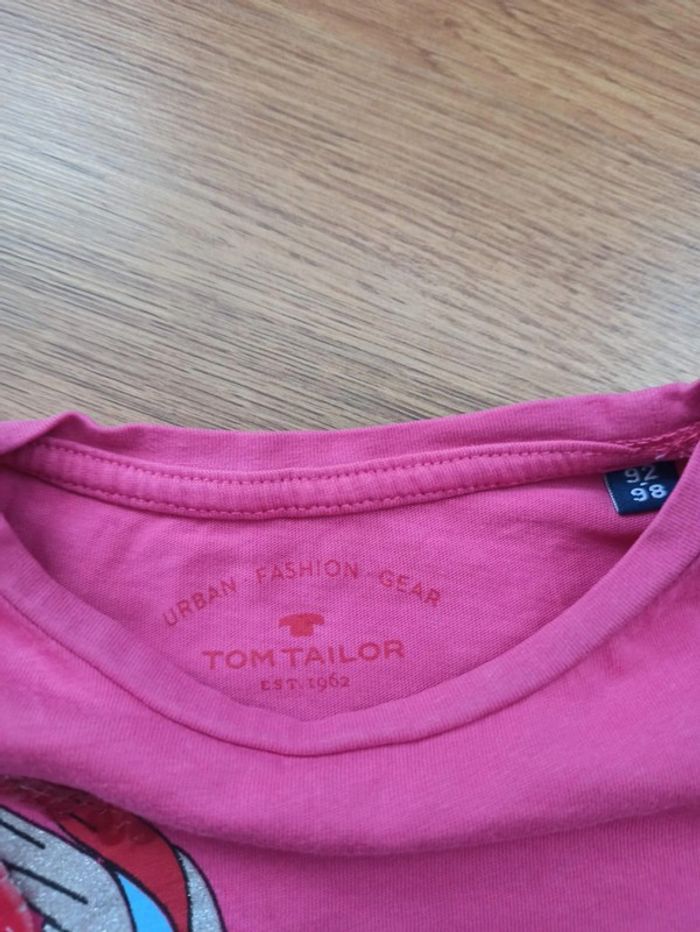 92
98
URBAN · FASHION · GEAR
TOM TAILOR
EST. 1962